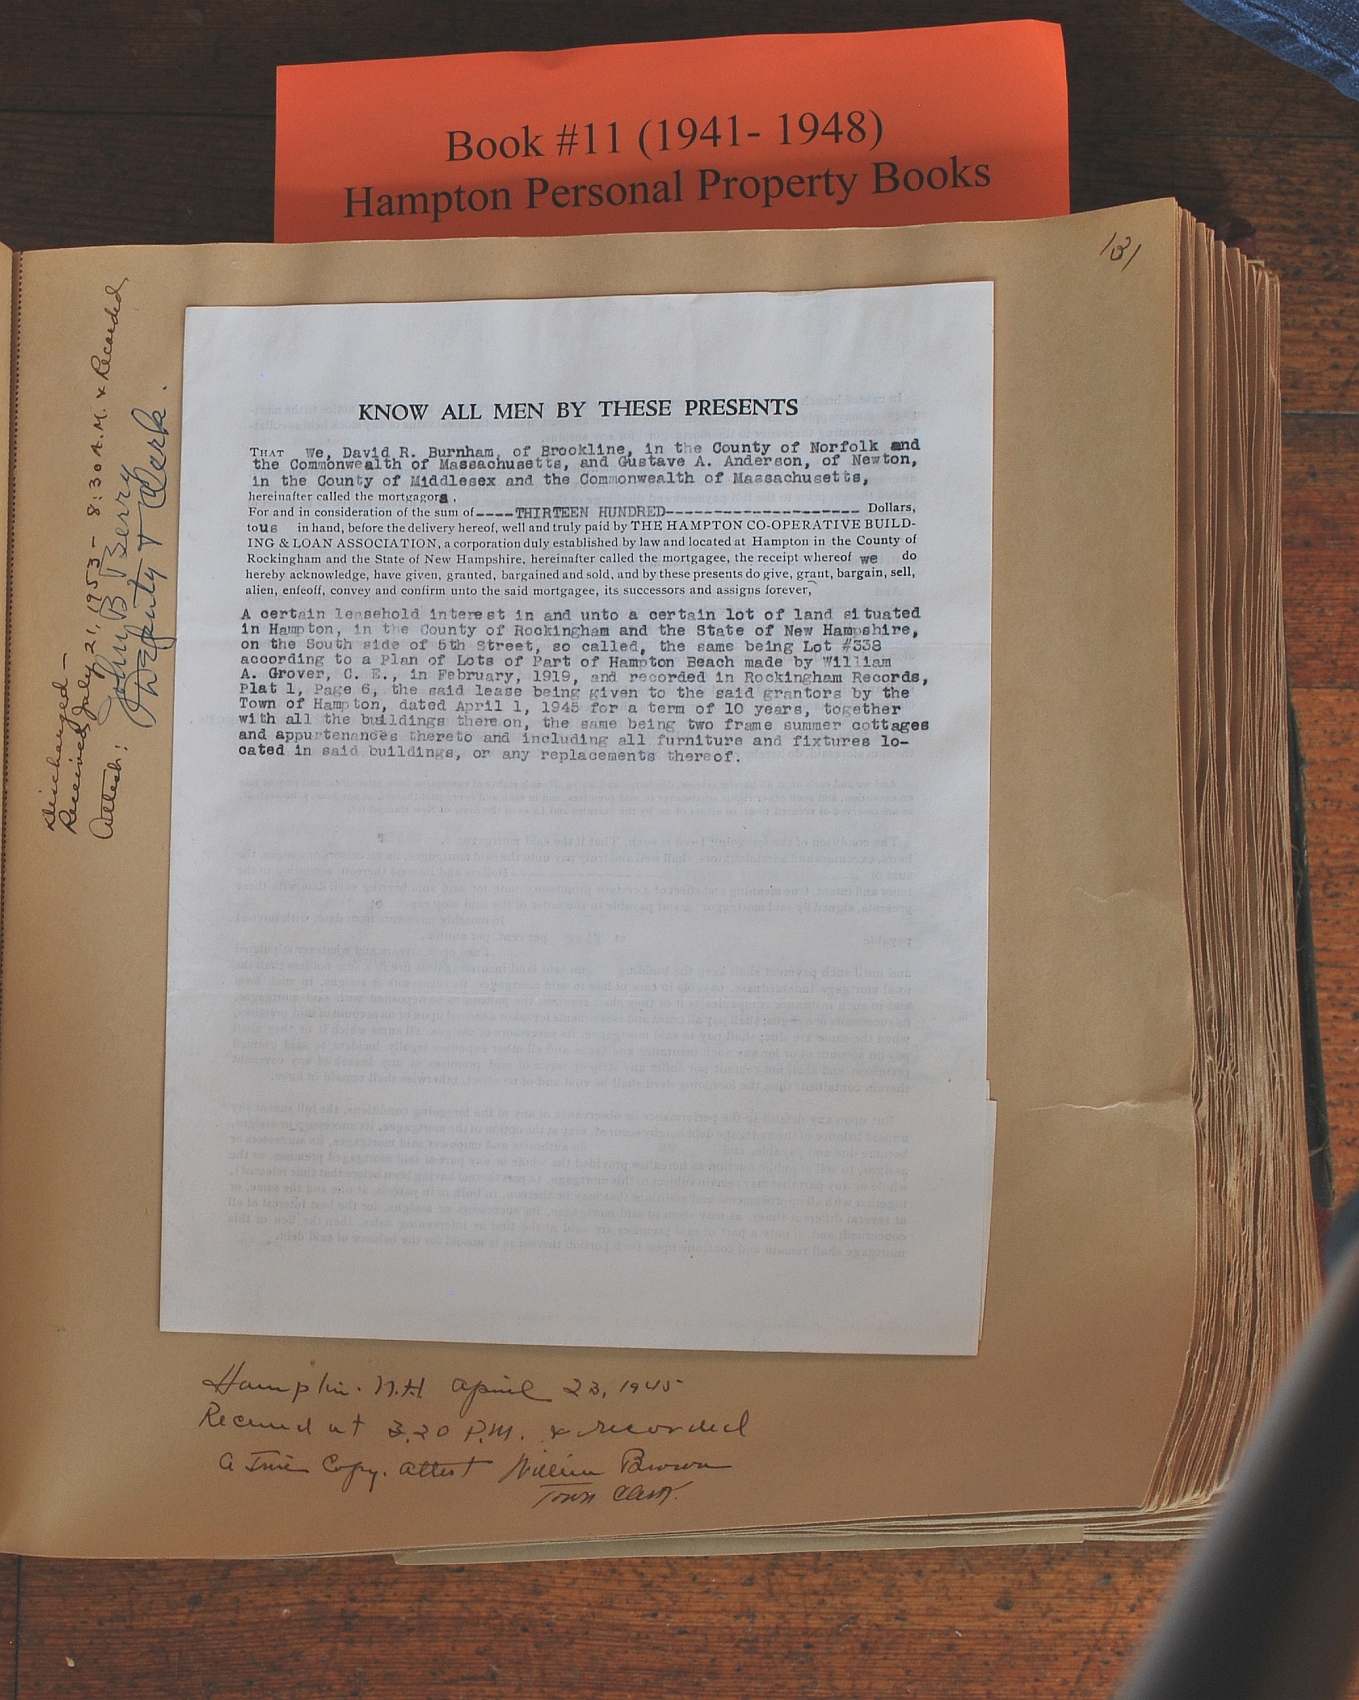 Book #11 (1941- 1948)
Hampton Personal Property Books
131
KNOW ALL MEN BY THESE PRESENTS
THAT We, David R. Burnham, of Brookline, in the County of Norfolk and
the Commonwealth of Massachusetts, and Gustave A. Anderson, of Newton,
in the County of Middlesex and the Commonwealth of Massachusetts,
hereinafter called the mortgagors,
For and in consideration of the sum of----THIRTEEN HUNDRED-------------------- Dollars,
to us in hand, before the delivery hereof, well and truly paid by THE HAMPTON CO-OPERATIVE BUILD-
ING & LOAN ASSOCIATION, a corporation duly established by law and located at Hampton in the County of
Rockingham and the State of New Hampshire, hereinafter called the mortgagee, the receipt whereof we do
hereby acknowledge, have given, granted, bargained and sold, and by these presents do give, grant, bargain, sell,
alien, enfeoff, convey and confirm unto the said mortgagee, its successors and assigns forever,
A certain leasehold interest in and unto a certain lot of land situated
in Hampton, in the County of Rockingham and the State of New Hampshire,
on the South side of 5th Street, so called, the same being Lot #338
according to a Plan of Lots of Part of Hampton Beach made by William
A. Grover, C. E., in February, 1919, and recorded in Rockingham Records,
Plat 1, Page 6, the said lease being given to the said grantors by the
Town of Hampton, dated April 1, 1945 for a term of 10 years, together
with all the buildings thereon, the same being two frame summer cottages
and appurtenances thereto and including all furniture and fixtures lo-
cated in said buildings, or any replacements thereof.
Discharged -
Received July 21, 1953 - 8:30 A.M. & Recorded
Attest: John B Berry
Deputy T Clerk.
Hampton. N.H April 23, 1945
Received at 3.20 P.M. & recorded
A True Copy. attest William Brown
Town Clerk.